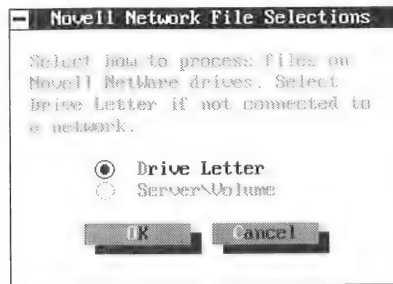 Novell Network File Selections
Select how to process files on
Novell NetWare drives. Select
Drive Letter if not connected to
a network.
Drive Letter
Server\Volume
OK
Cancel